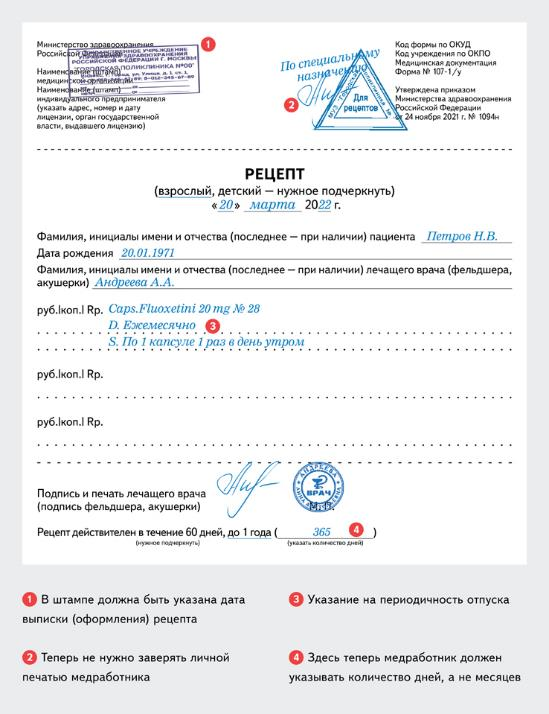 Министерство здравоохранения
Российской Федерации
Наименование (штамп)
медицинской организации
Наименование (штамп)
индивидуального предпринимателя
(указать адрес, номер и дату
лицензии, орган государственной
власти, выдавшего лицензию)
1
По специальному
назначению
2
Для
рецептов
Код формы по ОКУД
Код учреждения по ОКПО
Медицинская документация
Форма № 107-1/у
Утверждена приказом
Министерства здравоохранения
Российской Федерации
от 24 ноября 2021 г. № 1094н
РЕЦЕПТ
(взрослый, детский — нужное подчеркнуть)
«20» марта 2022 г.
Фамилия, инициалы имени и отчества (последнее — при наличии) пациента Петров Н.В.
Дата рождения 20.01.1971
Фамилия, инициалы имени и отчества (последнее — при наличии) лечащего врача (фельдшера,
акушерки) Андреева А.А.
руб.|коп.| Rp. Caps.Fluoxetini 20 mg № 28
D. Ежемесячно 3
S. По 1 капсуле 1 раз в день утром
руб.|коп.| Rp.
руб.|коп.| Rp.
Подпись и печать лечащего врача
(подпись фельдшера, акушерки)
ВРАЧ
М.П.
Рецепт действителен в течение 60 дней, до 1 года ( 365 4 )
(нужное подчеркнуть) (указать количество дней)
1 В штампе должна быть указана дата
выписки (оформления) рецепта
2 Теперь не нужно заверять личной
печатью медработника
3 Указание на периодичность отпуска
4 Здесь теперь медработник должен
указывать количество дней, а не месяцев